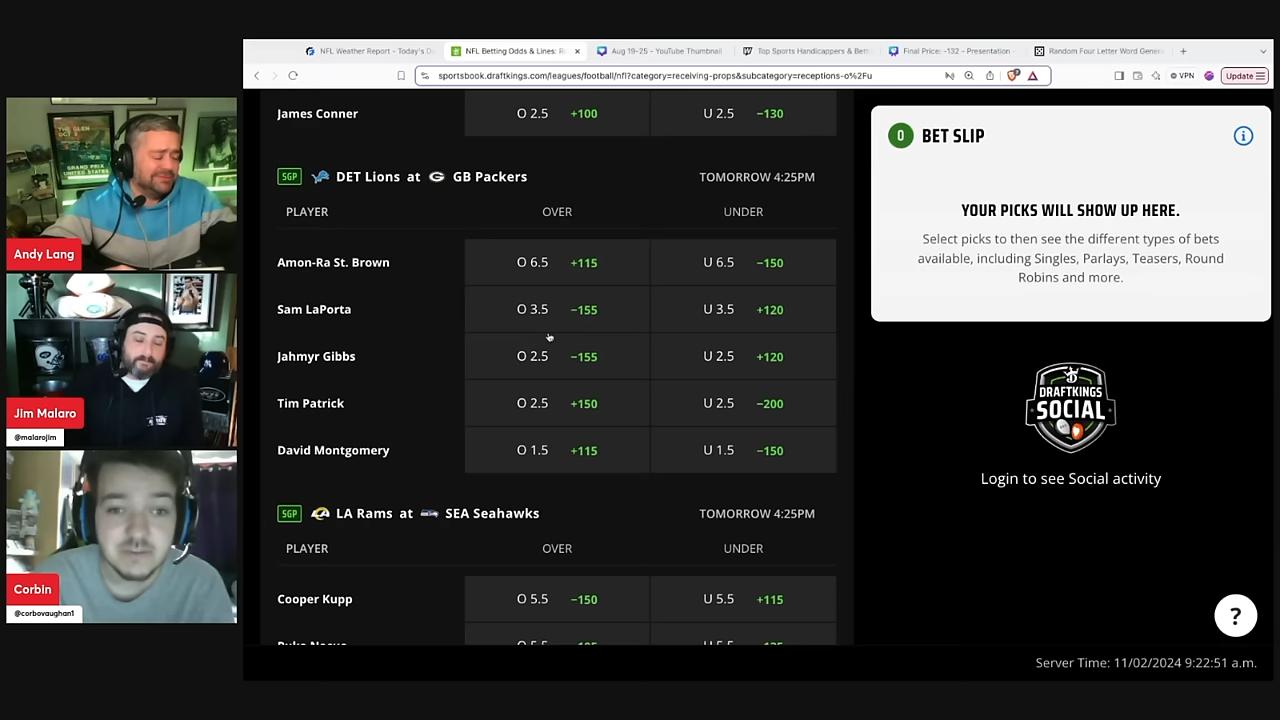 NFL Weather Report - Today's D
NFL Betting Odds & Lines: R
Aug 19-25 - YouTube Thumbnail
Top Sports Handicappers & Bett
Final Price: -132 - Presentation -
Random Four Letter Word Genera
sportsbook.draftkings.com/leagues/football/nfl?category=receiving-props&subcategory=receptions-o%2Fu
VPN
Update
James Conner O 2.5 +100 U 2.5 −130
SGP DET Lions at GB Packers TOMORROW 4:25PM
PLAYER OVER UNDER
Amon-Ra St. Brown O 6.5 +115 U 6.5 −150
Sam LaPorta O 3.5 −155 U 3.5 +120
Jahmyr Gibbs O 2.5 −155 U 2.5 +120
Tim Patrick O 2.5 +150 U 2.5 −200
David Montgomery O 1.5 +115 U 1.5 −150
SGP LA Rams at SEA Seahawks TOMORROW 4:25PM
PLAYER OVER UNDER
Cooper Kupp O 5.5 −150 U 5.5 +115
0 BET SLIP
YOUR PICKS WILL SHOW UP HERE.
Select picks to then see the different types of bets
available, including Singles, Parlays, Teasers, Round
Robins and more.
DRAFTKINGS
SOCIAL
Login to see Social activity
?
Server Time: 11/02/2024 9:22:51 a.m.
THE GLEN
GRAND PRIX
UNITED STATES
Andy Lang
Jim Malaro
@malarojim
Corbin
@corbovaughan1